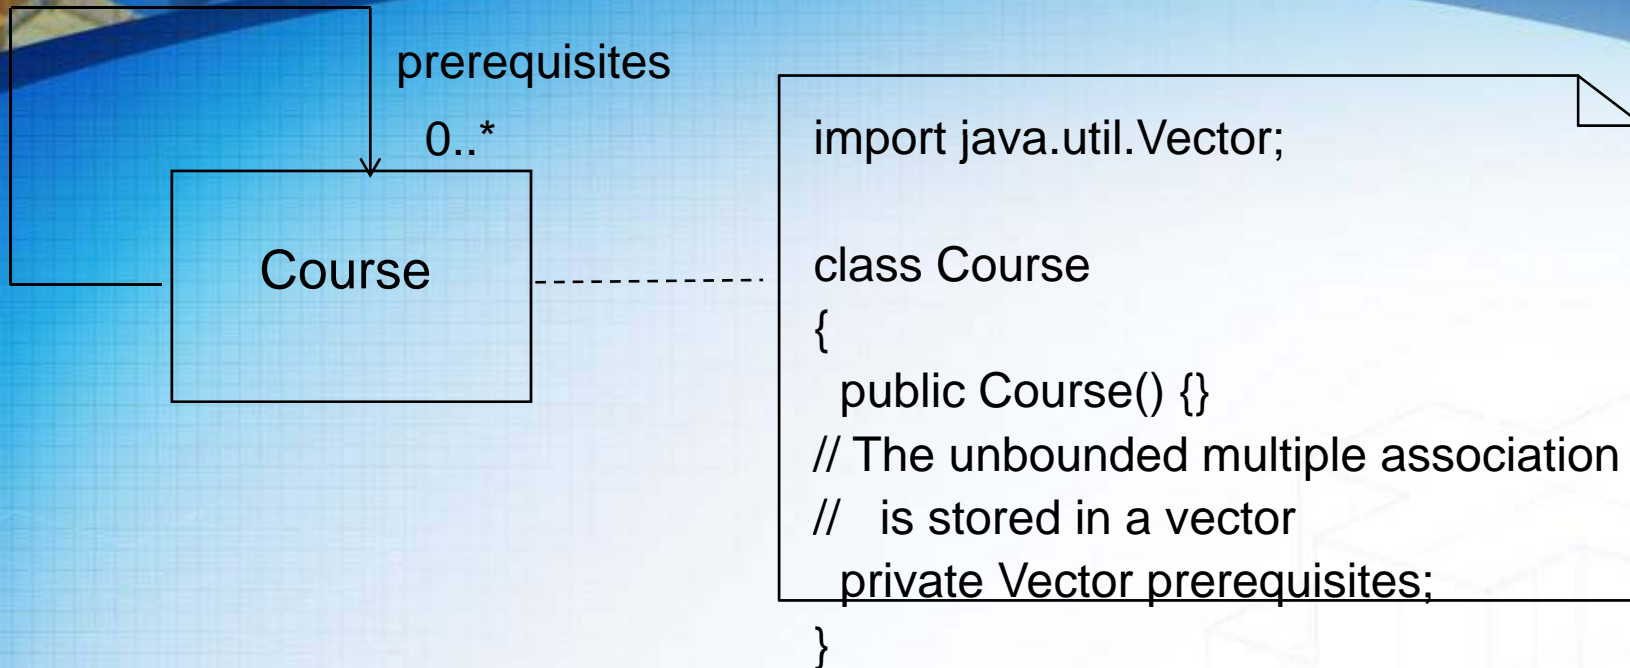 prerequisites
0..*
Course
import java.util.Vector;
class Course
{
public Course() {}
// The unbounded multiple association
// is stored in a vector
private Vector prerequisites;
}